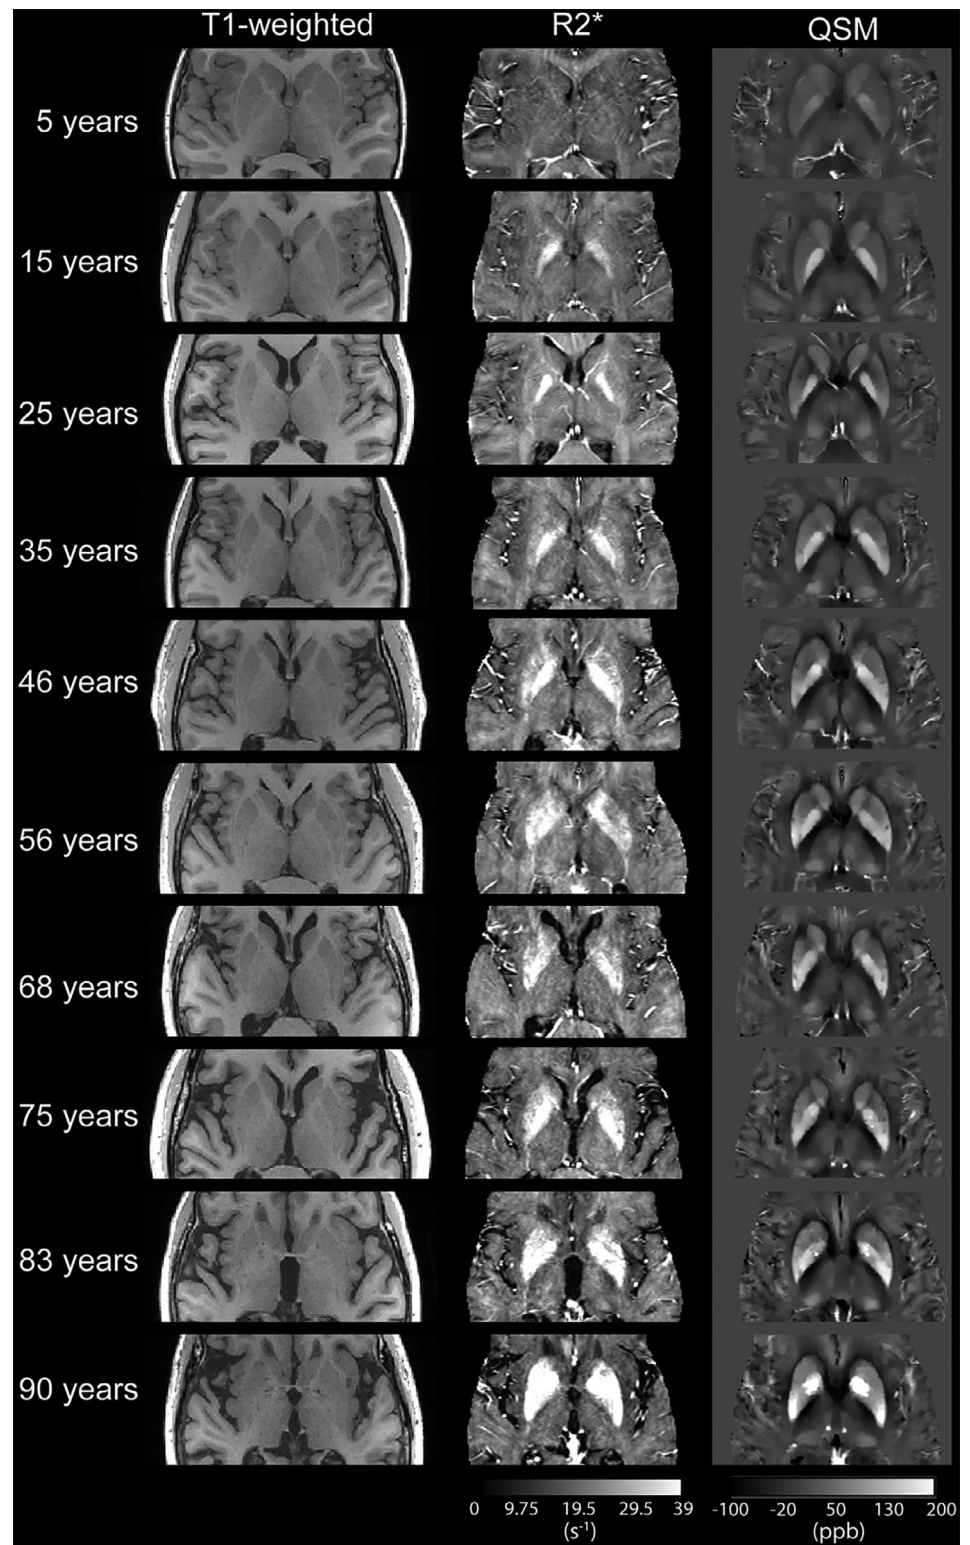 T1-weighted R2* QSM
5 years
15 years
25 years
35 years
46 years
56 years
68 years
75 years
83 years
90 years
0 9.75 19.5 29.5 39 -100 -20 50 130 200
(s⁻¹) (ppb)